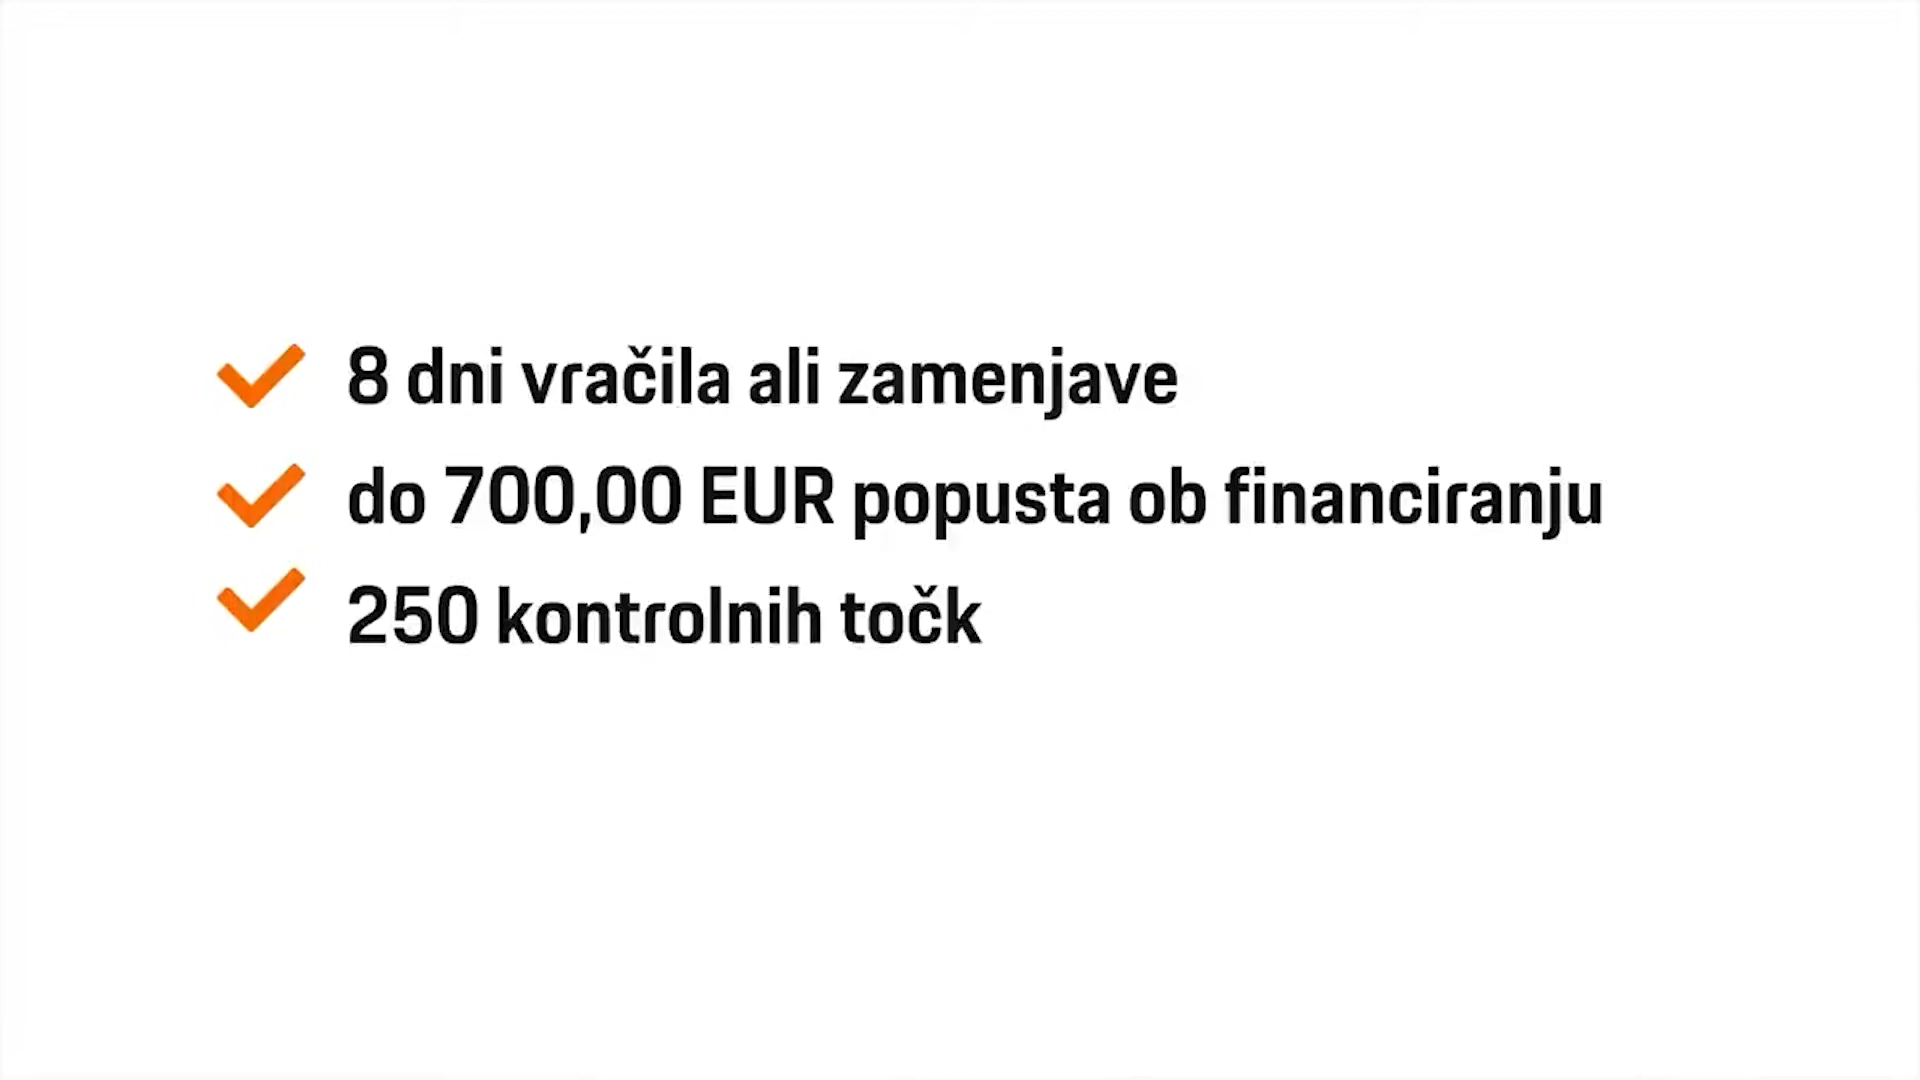 8 dni vračila ali zamenjave
do 700,00 EUR popusta ob financiranju
250 kontrolnih točk